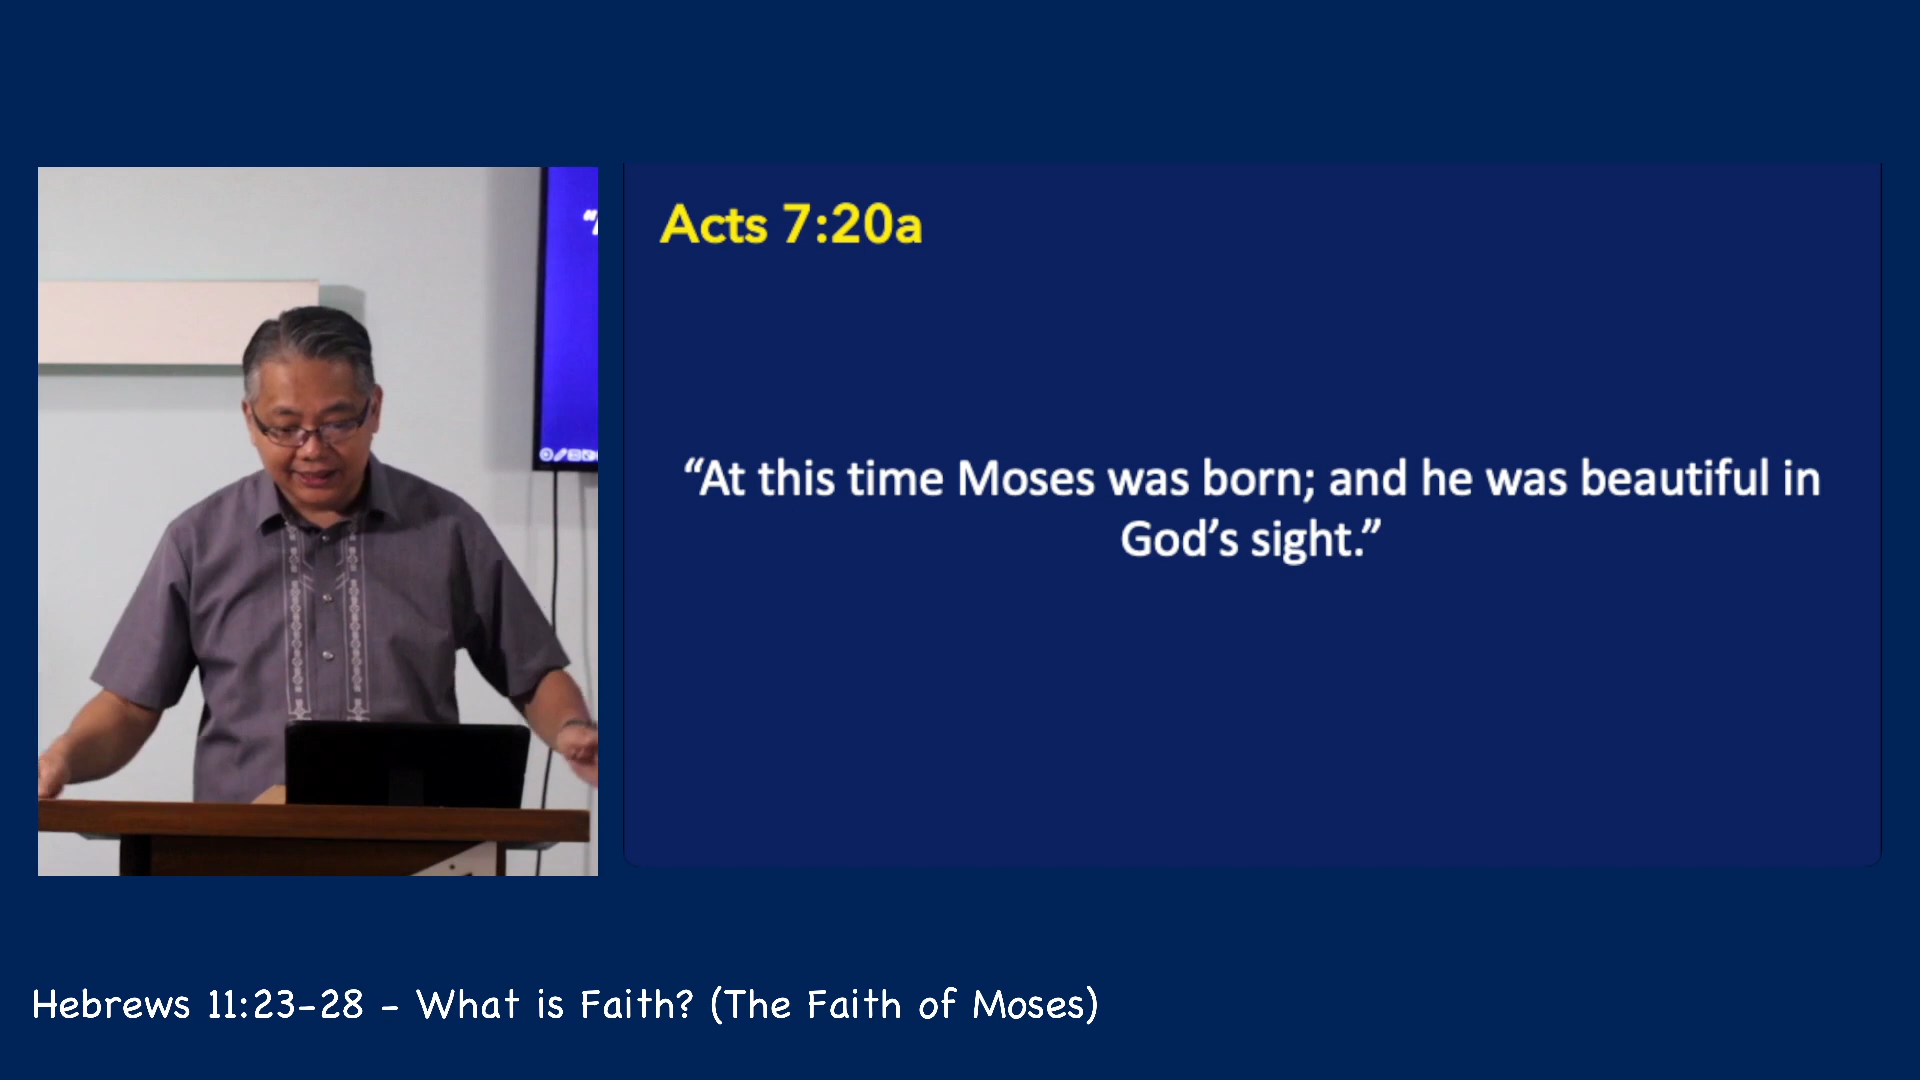 Acts 7:20a
“At this time Moses was born; and he was beautiful in
God’s sight.”
Hebrews 11:23-28 - What is Faith? (The Faith of Moses)